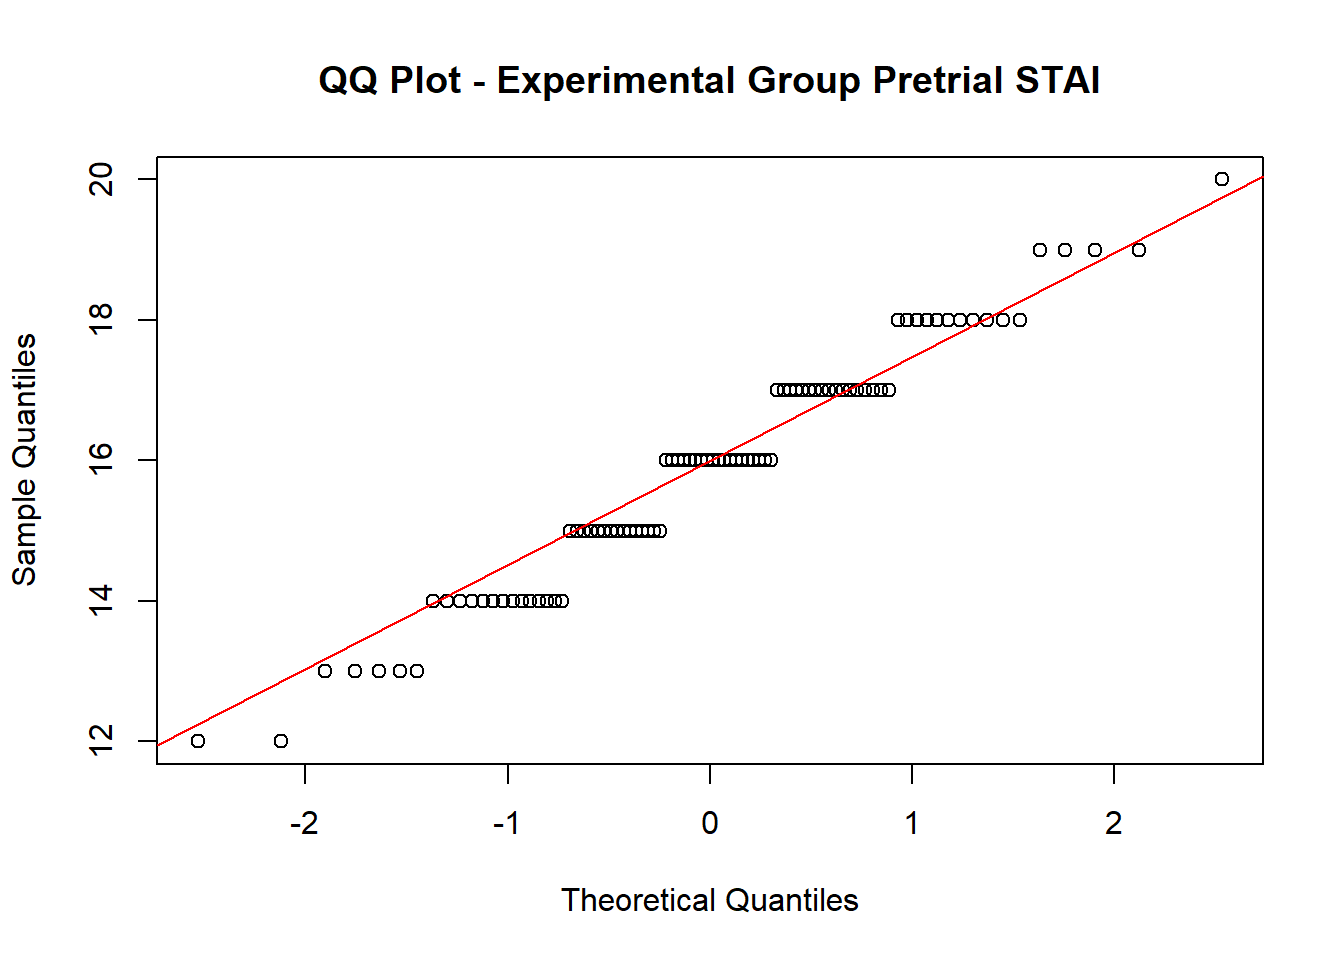 QQ Plot - Experimental Group Pretrial STAI
Sample Quantiles
20
18
16
14
12
-2 -1 0 1 2
Theoretical Quantiles